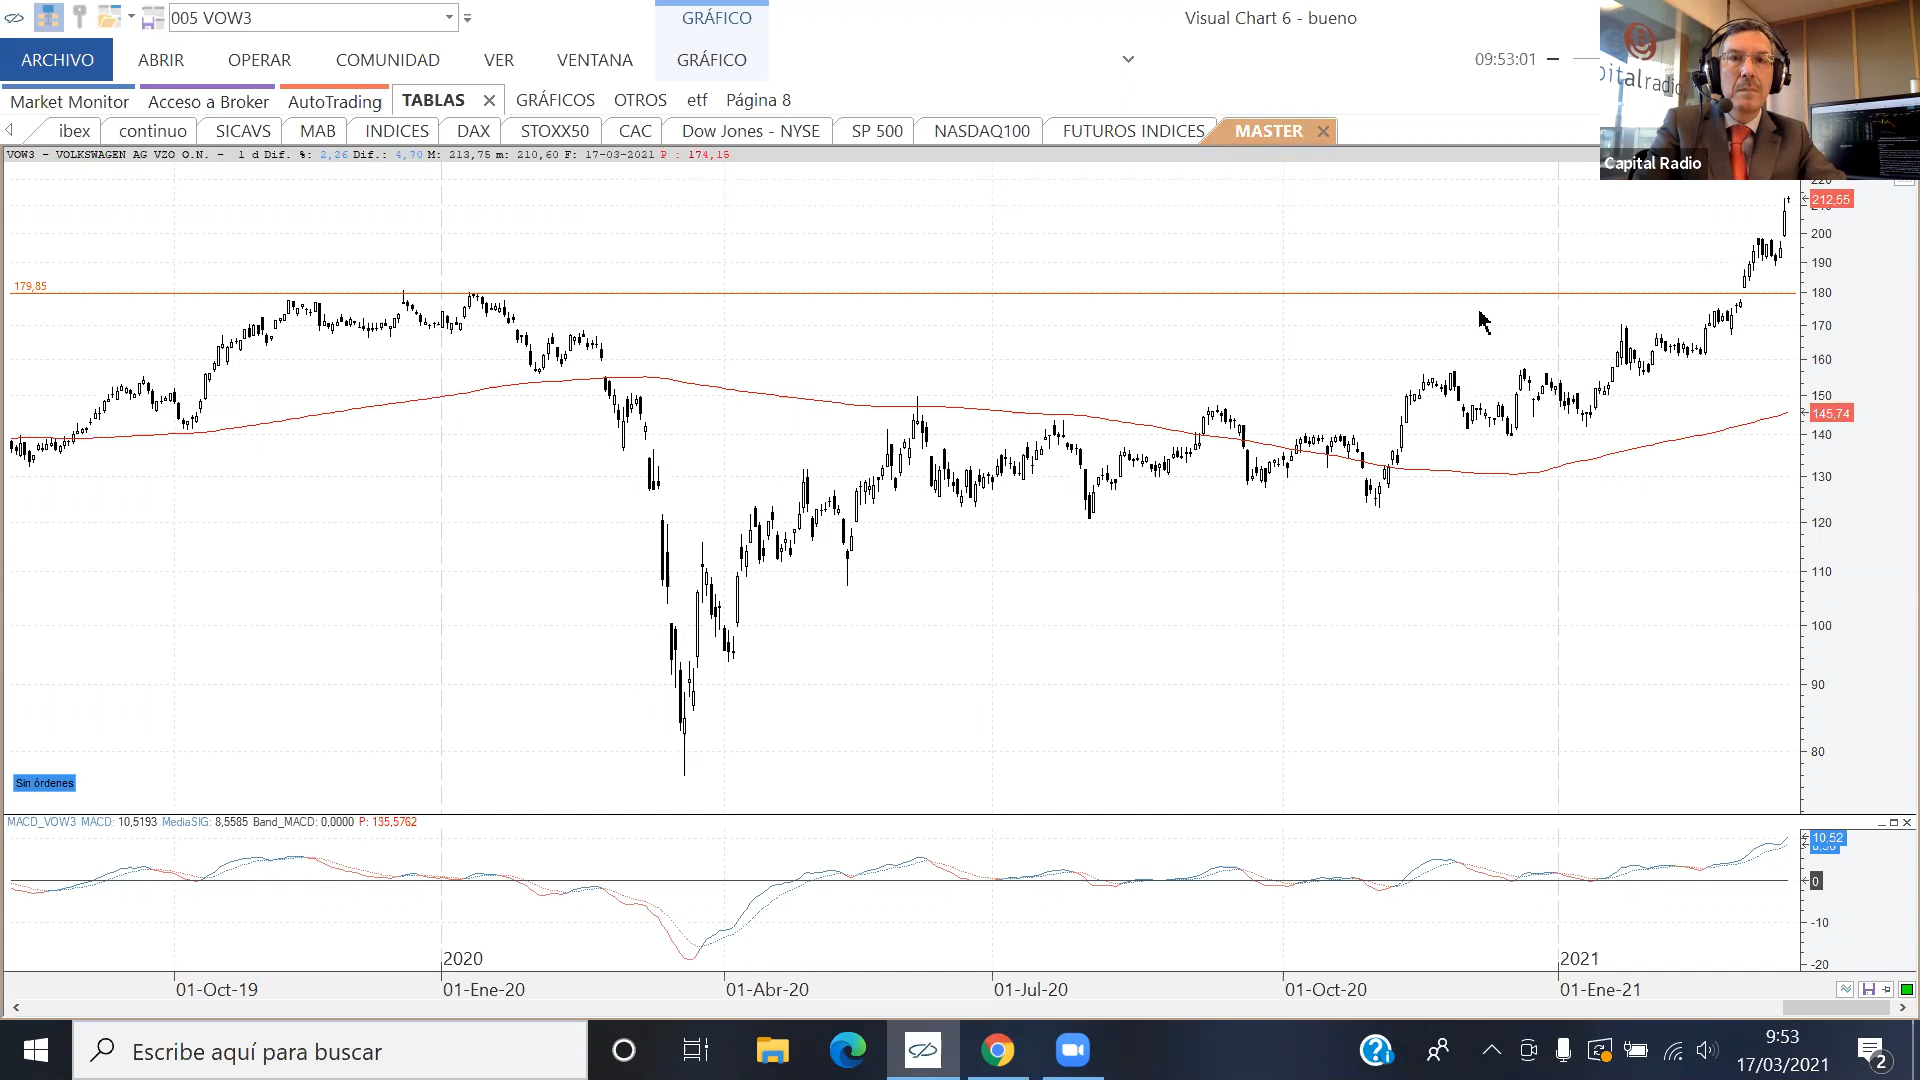 005 VOW3
GRÁFICO
Visual Chart 6 - bueno
ARCHIVO ABRIR OPERAR COMUNIDAD VER VENTANA GRÁFICO
09:53:01
Market Monitor Acceso a Broker AutoTrading TABLAS GRÁFICOS OTROS etf Página 8
ibex continuo SICAVS MAB INDICES DAX STOXX50 CAC Dow Jones - NYSE SP 500 NASDAQ100 FUTUROS INDICES MASTER
VOW3 - VOLKSWAGEN AG VZO O.N. - 1 d Dif. %: 2,26 Dif.: 4,70 M: 213,75 m: 210,60 F: 17-03-2021 P : 174,15
Capital Radio
220
212,55
210
200
190
179,85
180
170
160
150
145,74
140
130
120
110
100
90
80
Sin órdenes
MACD_VOW3 MACD: 10,5193 MediaSIG: 8,5585 Band_MACD: 0,0000 P: 135,5762
10,52
0
-10
-20
2020
2021
01-Oct-19 01-Ene-20 01-Abr-20 01-Jul-20 01-Oct-20 01-Ene-21
Escribe aquí para buscar
9:53
17/03/2021
2